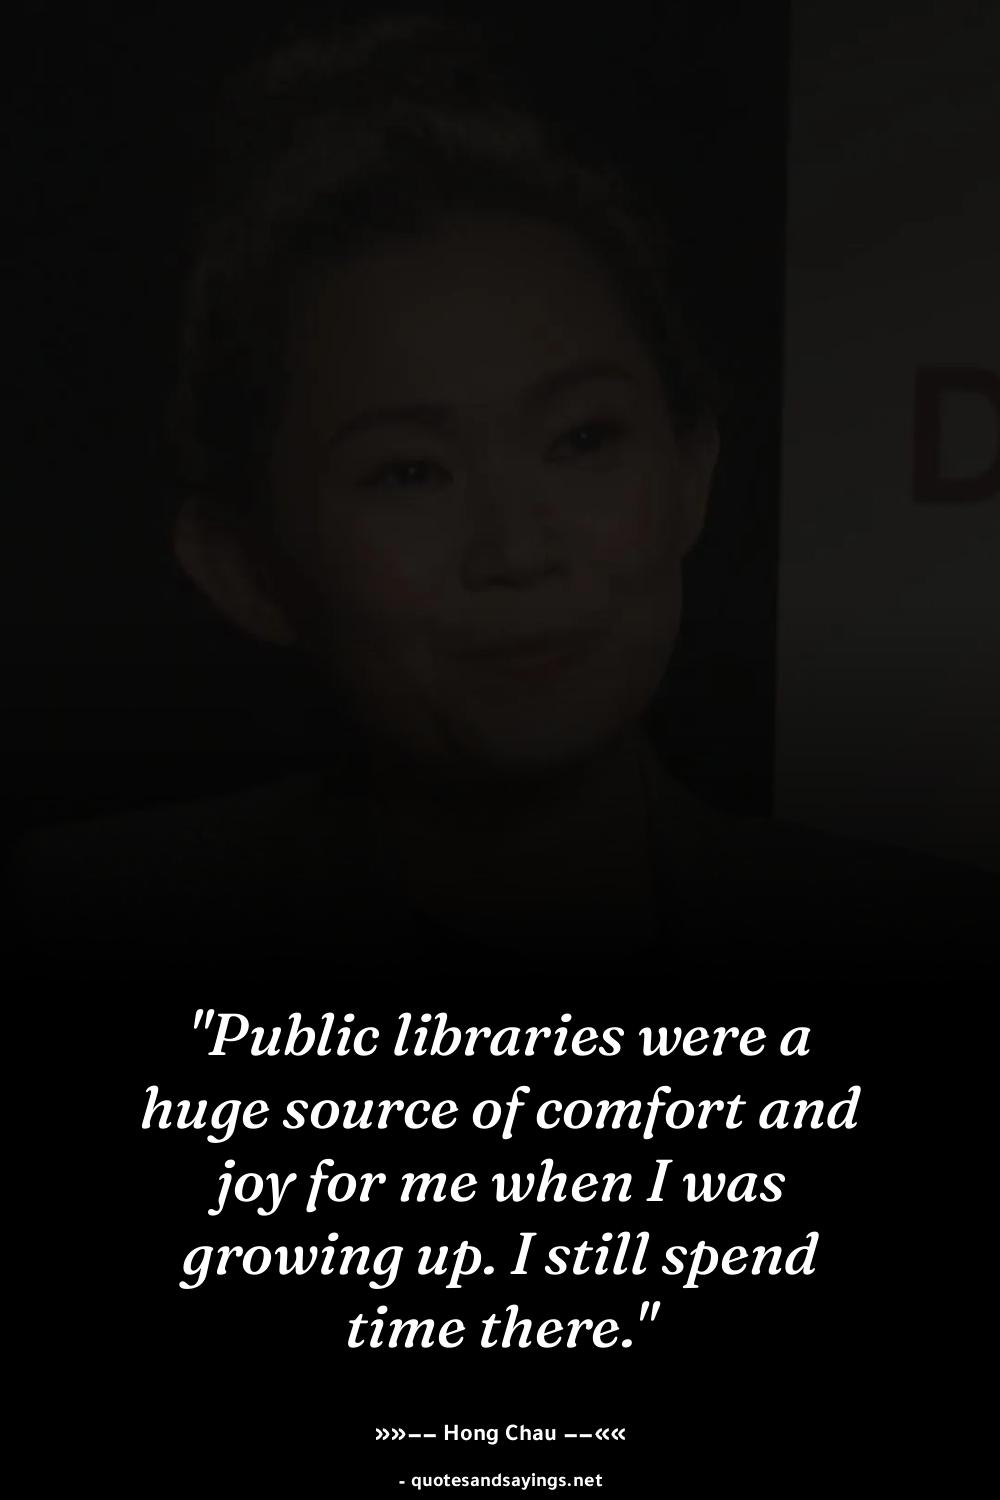 D
"Public libraries were a
huge source of comfort and
joy for me when I was
growing up. I still spend
time there."
»»−− Hong Chau −−««
- quotesandsayings.net